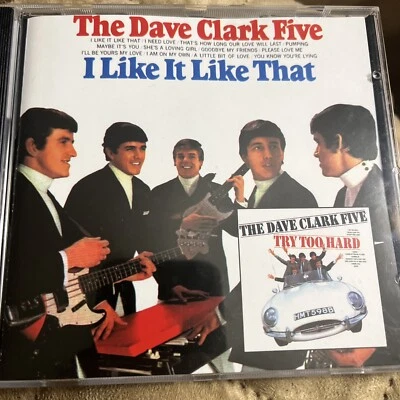 The Dave Clark Five
I LIKE IT LIKE THAT · I NEED LOVE · THAT'S HOW LONG OUR LOVE WILL LAST · PUMPING
MAYBE IT'S YOU · SHE'S A LOVING GIRL · GOODBYE MY FRIENDS · PLEASE LOVE ME
I'LL BE YOURS MY LOVE · I AM ON MY OWN · A LITTLE BIT OF LOVE · YOU KNOW YOU'RE LYING
I Like It Like That
THE DAVE CLARK FIVE
TRY TOO HARD
HMT598B